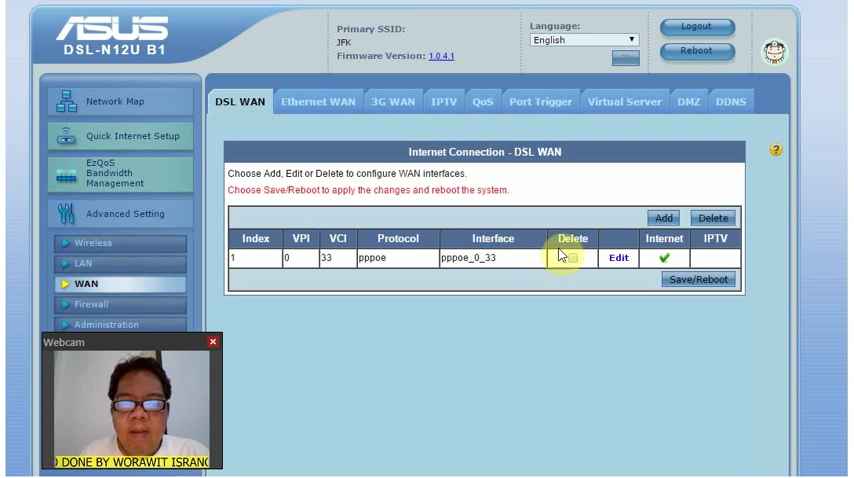 ASUS
DSL-N12U B1
Primary SSID:
JFK
Firmware Version: 1.0.4.1
Language:
English
Logout
Reboot
Network Map
Quick Internet Setup
EzQoS
Bandwidth
Management
Advanced Setting
Wireless
LAN
WAN
Firewall
Administration
DSL WAN Ethernet WAN 3G WAN IPTV QoS Port Trigger Virtual Server DMZ DDNS
Internet Connection - DSL WAN
?
Choose Add, Edit or Delete to configure WAN interfaces.
Choose Save/Reboot to apply the changes and reboot the system.
Add Delete
Index VPI VCI Protocol Interface Delete Internet IPTV
1 0 33 pppoe pppoe_0_33 Edit
Save/Reboot
Webcam
DONE BY WORAWIT